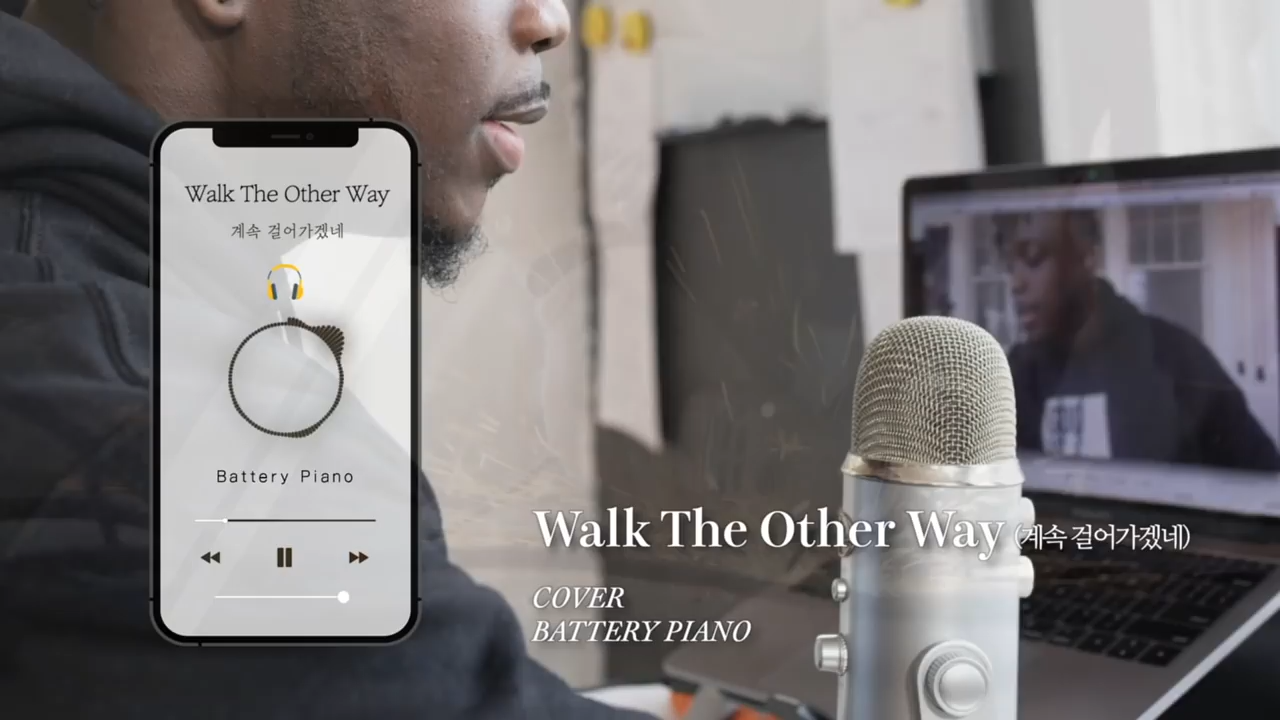 Walk The Other Way
계속 걸어가겠네
Battery Piano
Walk The Other Way (계속 걸어가겠네)
COVER
BATTERY PIANO